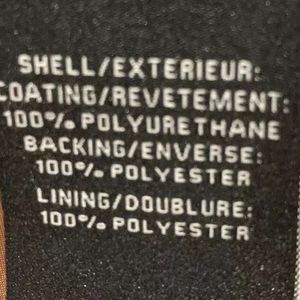 SHELL/EXTERIEUR:
COATING/REVETEMENT:
100% POLYURETHANE
BACKING/ENVERSE:
100% POLYESTER
LINING/DOUBLURE:
100% POLYESTER